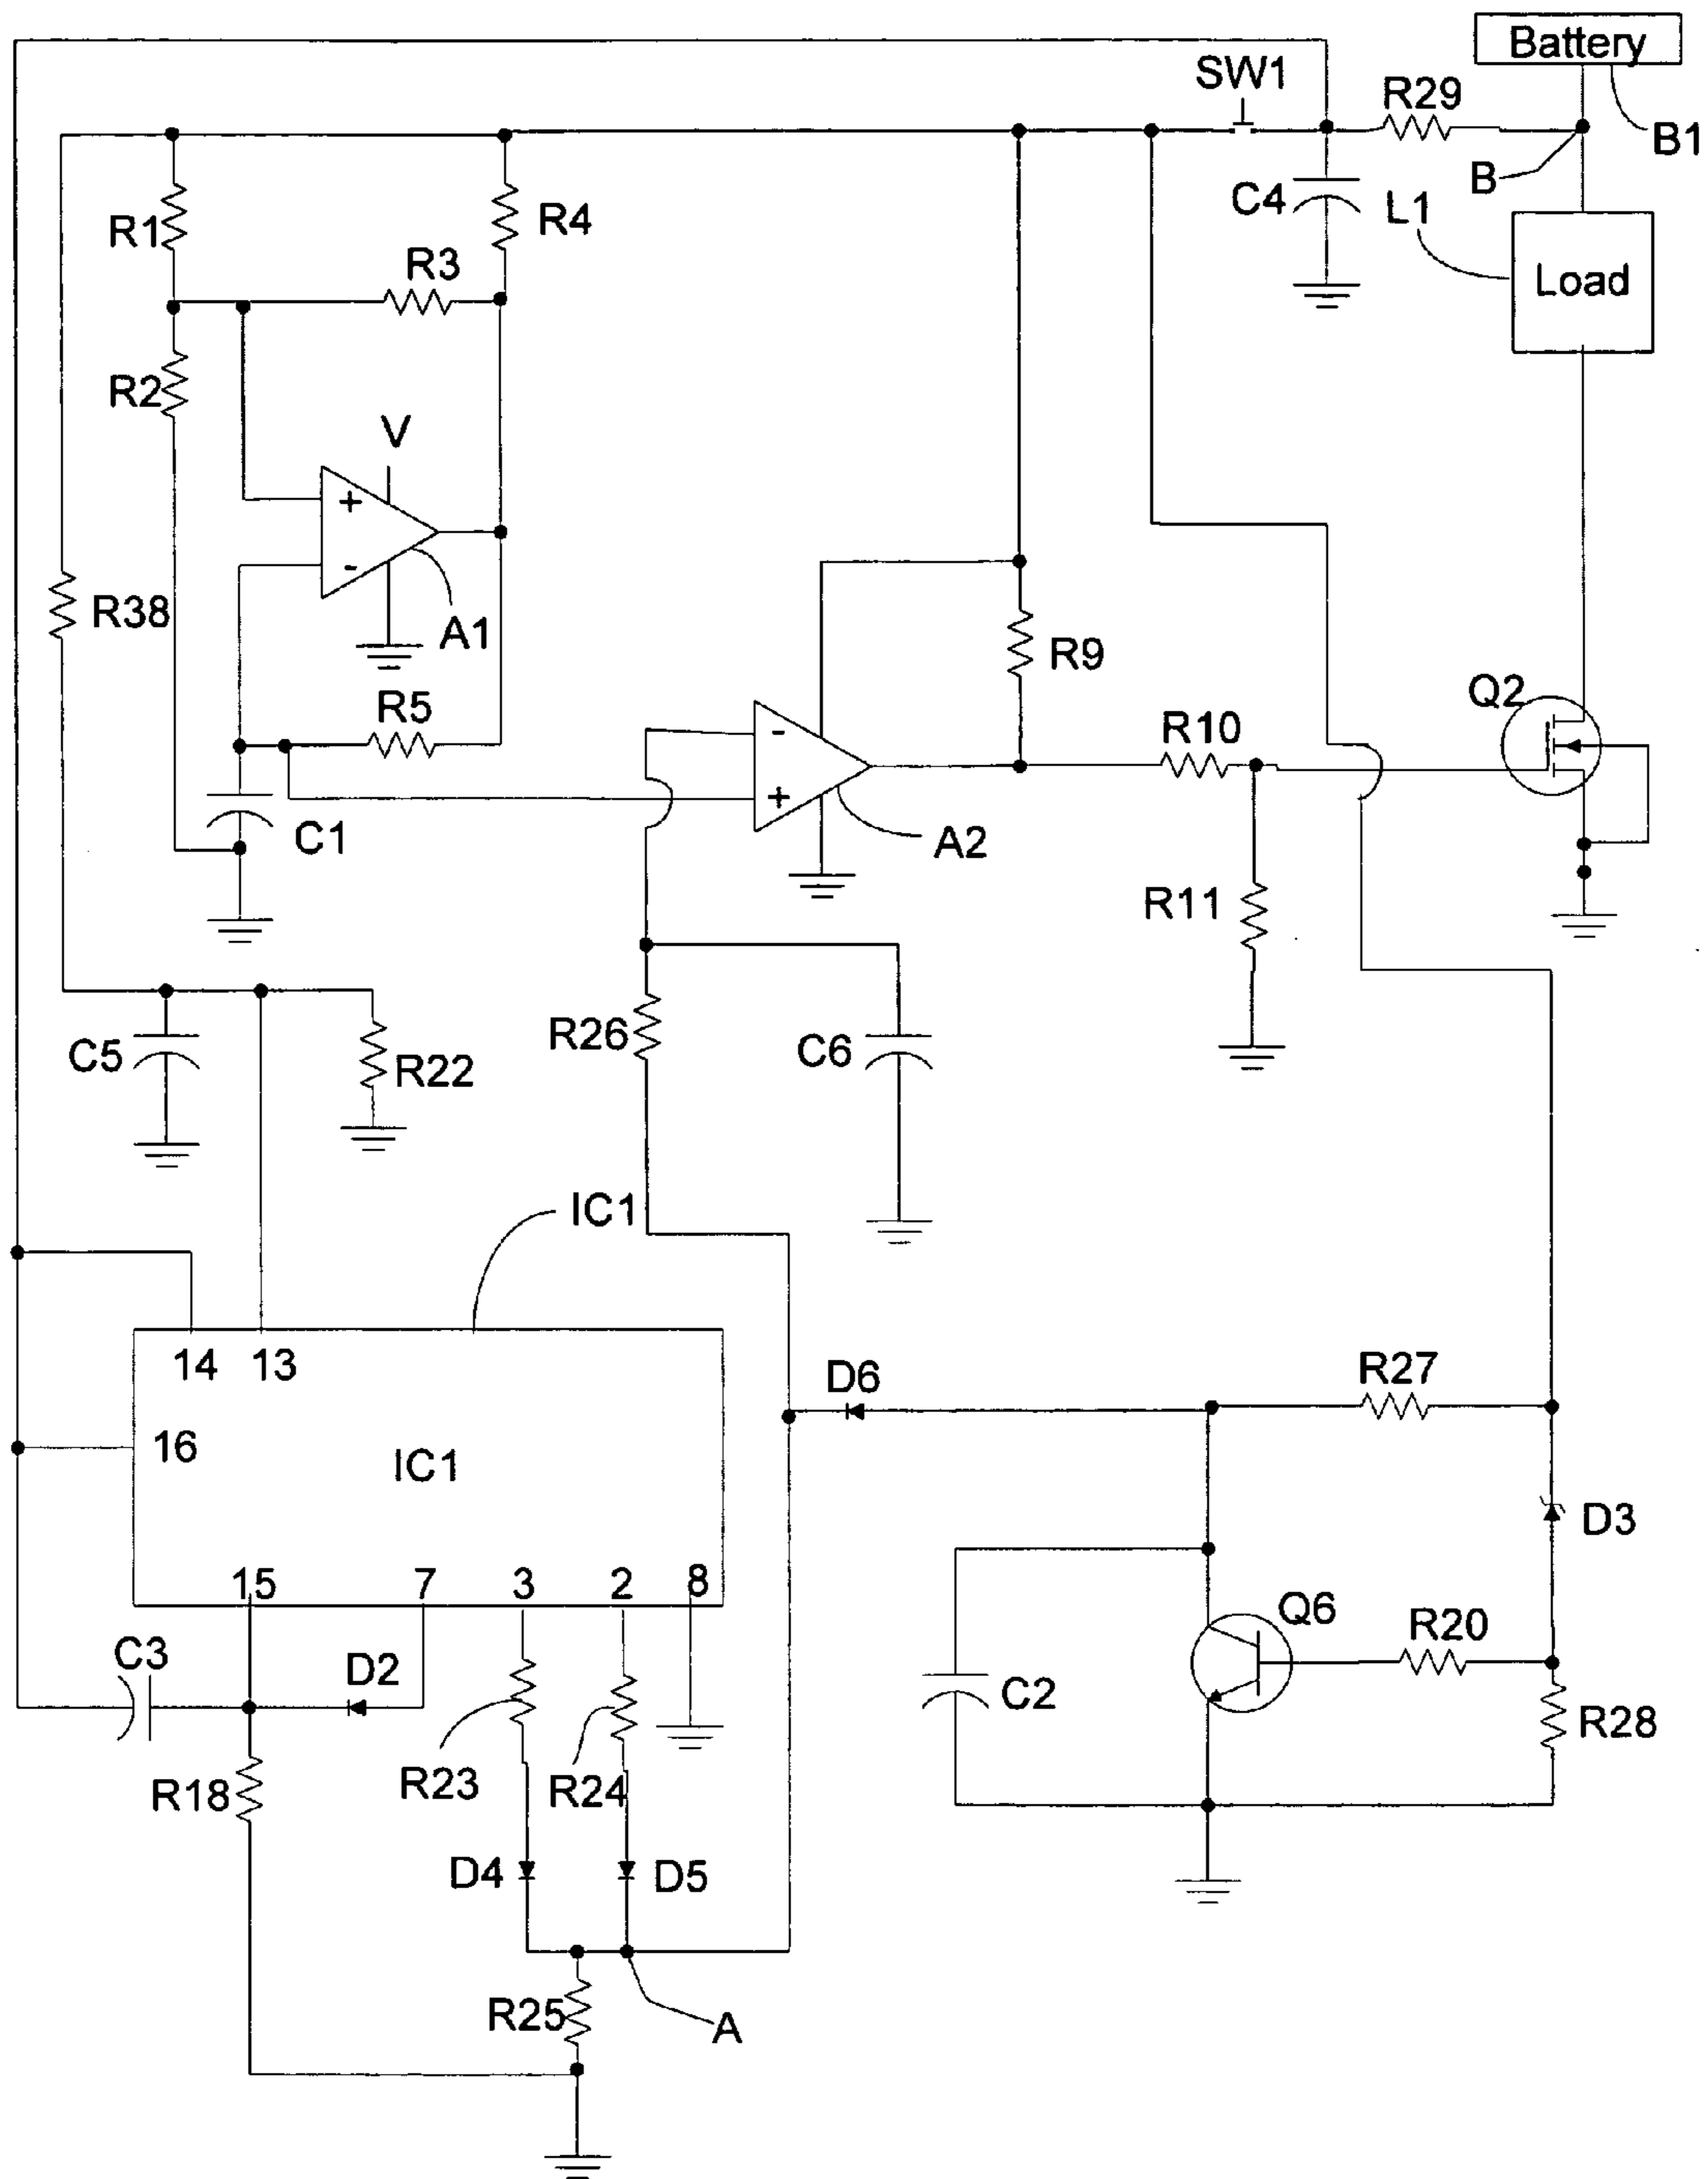 Battery
SW1
R29
B1
B
C4
L1
R1
R4
R3
Load
R2
V
+
-
A1
R38
R9
R5
Q2
R10
-
+
C1
A2
R11
R26
C6
C5
R22
IC1
14
13
D6
R27
16
IC1
D3
15
7
3
2
8
Q6
R20
C3
D2
C2
R28
R23
R24
R18
D4
D5
R25
A